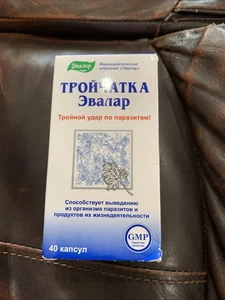 Эвалар
Фармацевтическая
компания «Эвалар»
ТРОЙЧАТКА
Эвалар
Тройной удар по паразитам!
Способствует выведению
из организма паразитов и
продуктов их жизнедеятельности
40 капсул
GMP